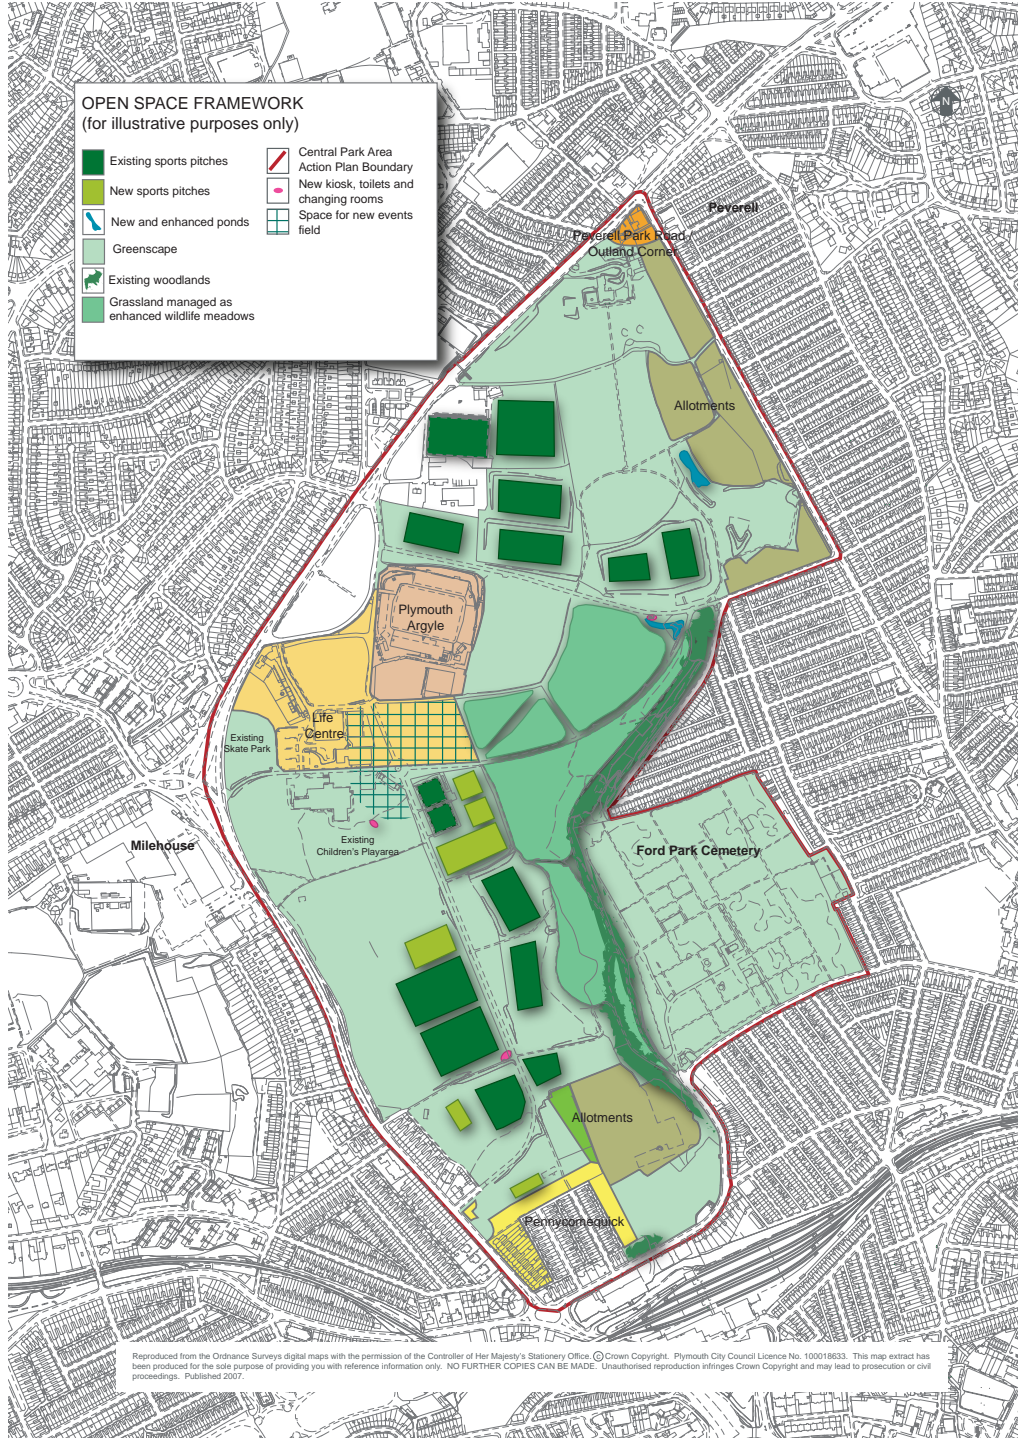 OPEN SPACE FRAMEWORK
(for illustrative purposes only)
Existing sports pitches
New sports pitches
New and enhanced ponds
Greenscape
Existing woodlands
Grassland managed as
enhanced wildlife meadows
Central Park Area
Action Plan Boundary
New kiosk, toilets and
changing rooms
Space for new events
field
N
Peverell
Peverell Park Road
Outland Corner
Allotments
Plymouth
Argyle
Life
Centre
Existing
Skate Park
Existing
Children's Playarea
Milehouse
Ford Park Cemetery
Allotments
Pennycomequick
Reproduced from the Ordnance Surveys digital maps with the permission of the Controller of Her Majesty's Stationery Office. © Crown Copyright. Plymouth City Council Licence No. 100018633. This map extract has
been produced for the sole purpose of providing you with reference information only. NO FURTHER COPIES CAN BE MADE. Unauthorised reproduction infringes Crown Copyright and may lead to prosecution or civil
proceedings. Published 2007.